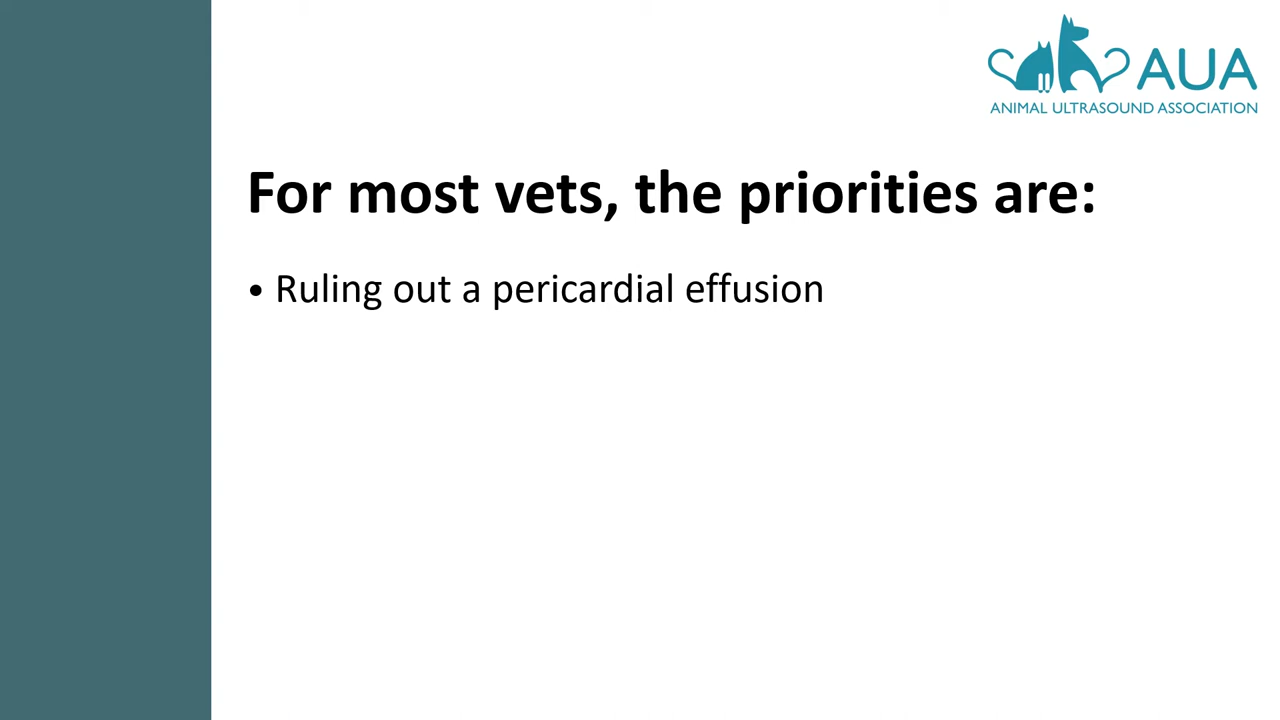 AUA
ANIMAL ULTRASOUND ASSOCIATION
For most vets, the priorities are:
• Ruling out a pericardial effusion